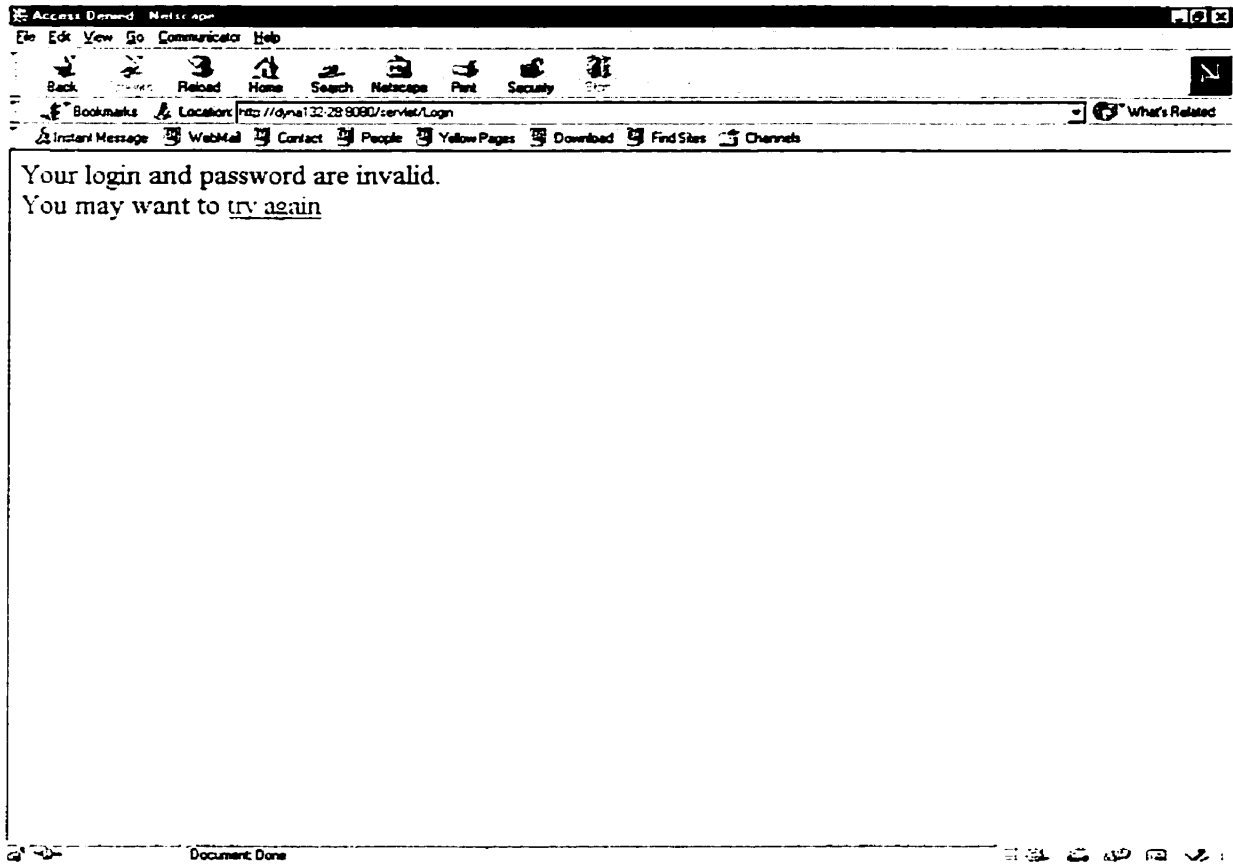 Access Denied Netscape
File Edit View Go Communicator Help
Back Reload Home Search Netscape Print Security Stop
Bookmarks Location: http://dyna132-28:8080/servlet/Login What's Related
Instant Message WebMail Contact People Yellow Pages Download Find Sites Channels
Your login and password are invalid.
You may want to try again
Document: Done